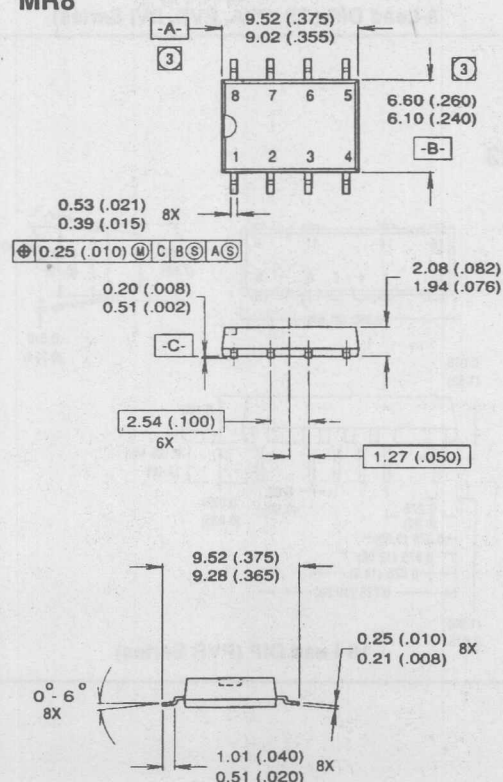 MR8
-A-
9.52 (.375)
9.02 (.355)
3
3
8 7 6 5
6.60 (.260)
6.10 (.240)
-B-
1 2 3 4
0.53 (.021)
0.39 (.015)
8X
⌖ 0.25 (.010) Ⓜ C B Ⓢ A Ⓢ
2.08 (.082)
1.94 (.076)
0.20 (.008)
0.51 (.002)
-C-
2.54 (.100)
6X
1.27 (.050)
9.52 (.375)
9.28 (.365)
0.25 (.010)
0.21 (.008)
8X
0°-6°
8X
1.01 (.040)
0.51 (.020)
8X